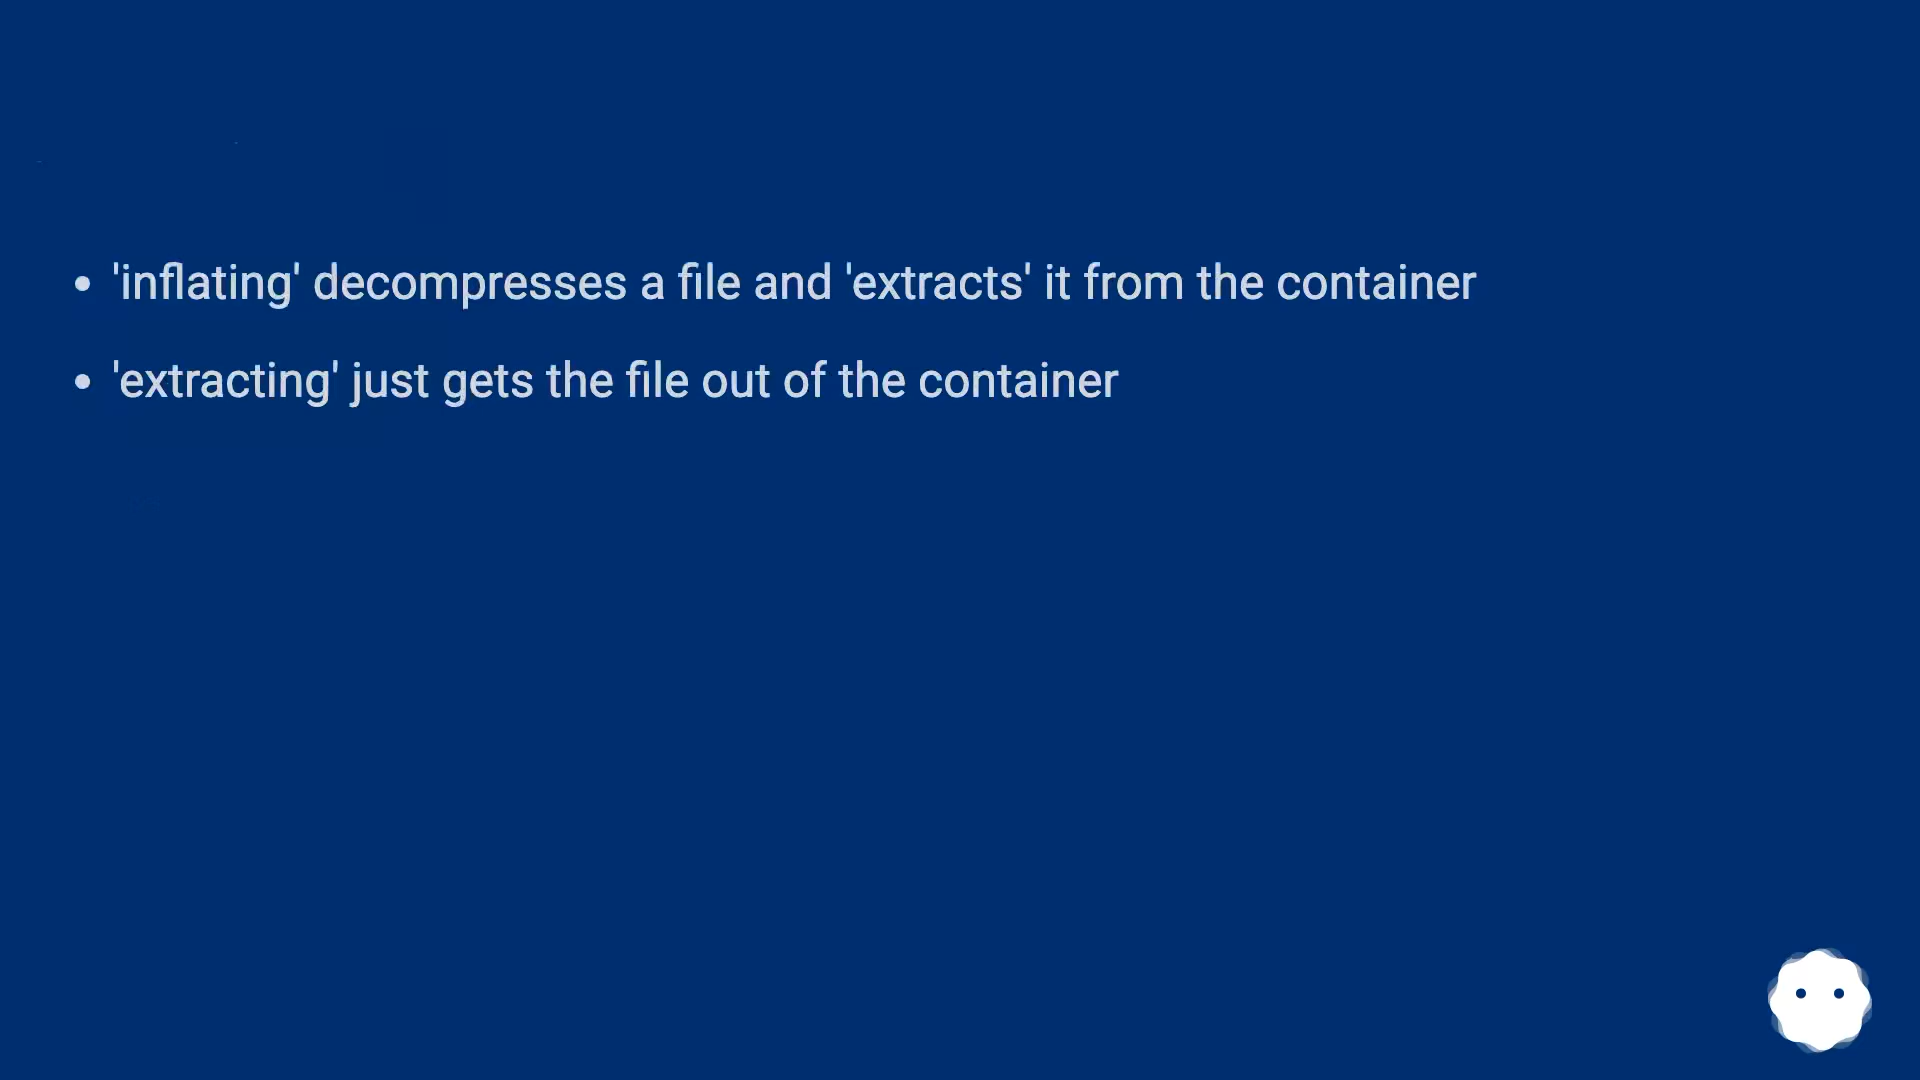 • 'inflating' decompresses a file and 'extracts' it from the container
• 'extracting' just gets the file out of the container